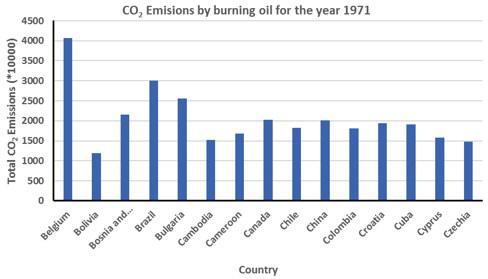 CO₂ Emisions by burning oil for the year 1971
Total CO₂ Emissions (*10000)
4500
4000
3500
3000
2500
2000
1500
1000
500
0
Belgium
Bolivia
Bosnia and...
Brazil
Bulgaria
Cambodia
Cameroon
Canada
Chile
China
Colombia
Croatia
Cuba
Cyprus
Czechia
Country